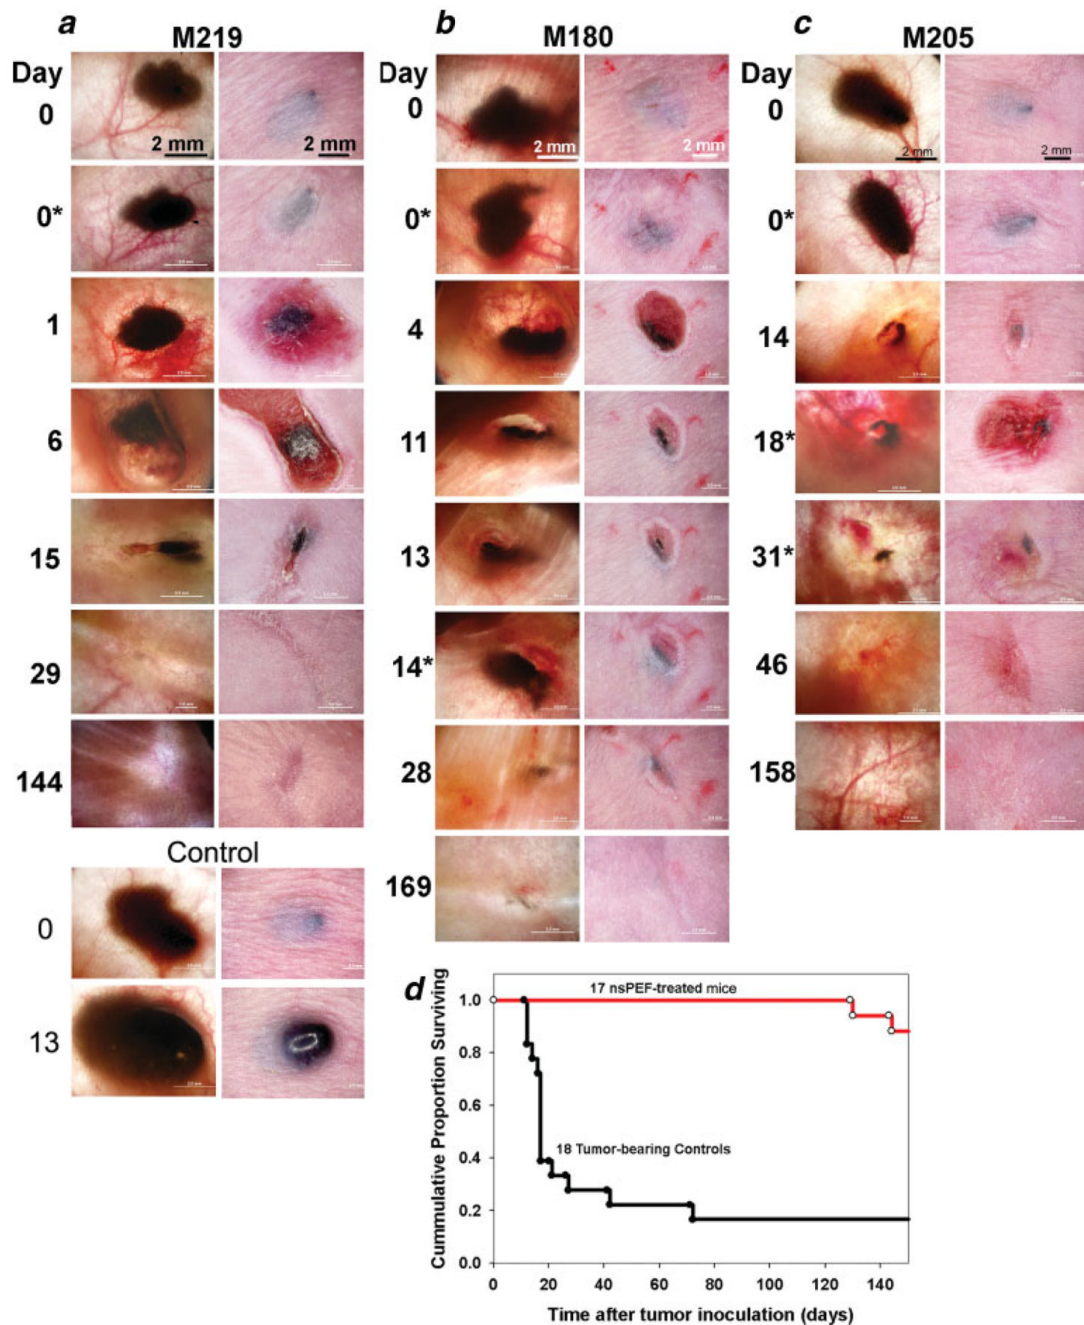 a
M219
Day
0
2 mm
2 mm
0*
1
6
15
29
144
Control
0
13
b
M180
Day
0
2 mm
2 mm
0*
4
11
13
14*
28
169
c
M205
Day
0
2 mm
2 mm
0*
14
18*
31*
46
158
d
17 nsPEF-treated mice
18 Tumor-bearing Controls
Cummulative Proportion Surviving
1.0
0.8
0.6
0.4
0.2
0.0
0 20 40 60 80 100 120 140
Time after tumor inoculation (days)